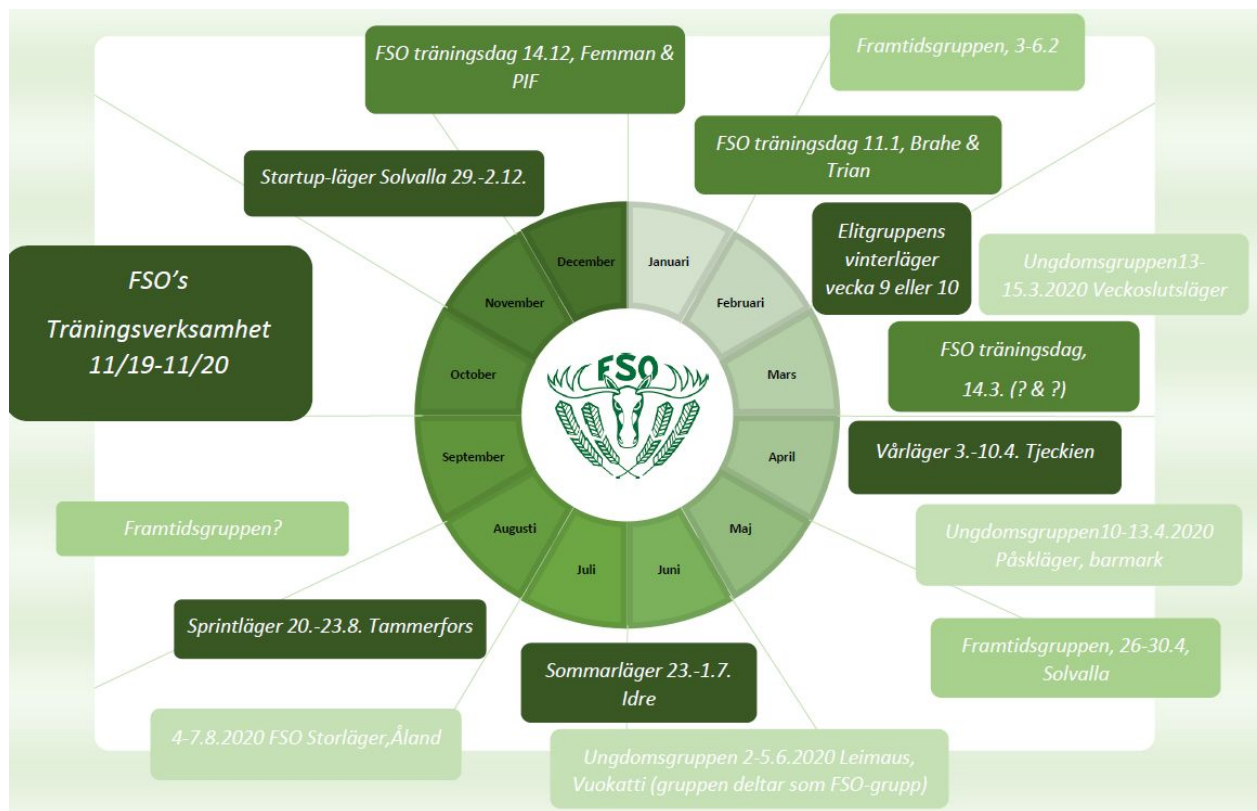 FSO träningsdag 14.12, Femman &
PIF
Framtidsgruppen, 3-6.2
FSO träningsdag 11.1, Brahe &
Trian
Startup-läger Solvalla 29.-2.12.
Elitgruppens
vinterläger
vecka 9 eller 10
Ungdomsgruppen13-
15.3.2020 Veckoslutsläger
FSO's
Träningsverksamhet
11/19-11/20
December
Januari
November
Februari
October
Mars
September
April
Augusti
Maj
Juli
Juni
FSO
FSO träningsdag,
14.3. (? & ?)
Vårläger 3.-10.4. Tjeckien
Framtidsgruppen?
Ungdomsgruppen10-13.4.2020
Påskläger, barmark
Sprintläger 20.-23.8. Tammerfors
Framtidsgruppen, 26-30.4,
Solvalla
Sommarläger 23.-1.7.
Idre
4-7.8.2020 FSO Storläger,Åland
Ungdomsgruppen 2-5.6.2020 Leimaus,
Vuokatti (gruppen deltar som FSO-grupp)